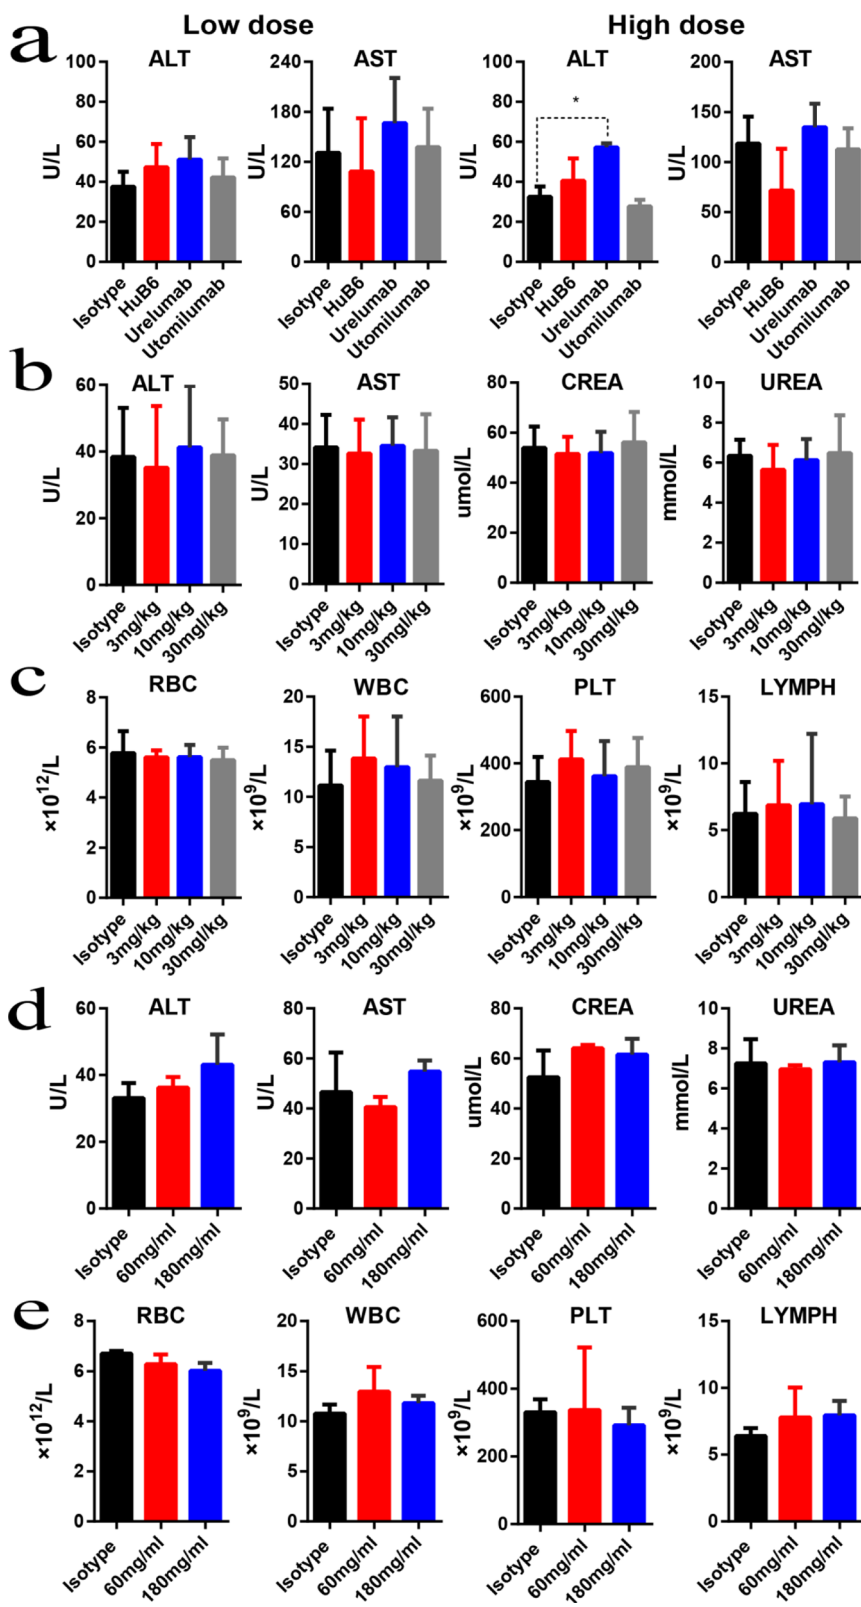 a
Low dose
High dose
ALT
U/L
100
80
60
40
20
0
Isotype
HuB6
Urelumab
Utomilumab
AST
U/L
240
180
120
60
0
Isotype
HuB6
Urelumab
Utomilumab
ALT
U/L
100
80
60
40
20
0
*
Isotype
HuB6
Urelumab
Utomilumab
AST
U/L
200
150
100
50
0
Isotype
HuB6
Urelumab
Utomilumab
b
ALT
U/L
60
40
20
0
Isotype
3mg/kg
10mg/kg
30mgl/kg
AST
U/L
50
40
30
20
10
0
Isotype
3mg/kg
10mg/kg
30mgl/kg
CREA
umol/L
80
60
40
20
0
Isotype
3mg/kg
10mg/kg
30mgl/kg
UREA
mmol/L
10
8
6
4
2
0
Isotype
3mg/kg
10mg/kg
30mgl/kg
c
RBC
×10¹²/L
8
6
4
2
0
Isotype
3mg/kg
10mg/kg
30mgl/kg
WBC
×10⁹/L
20
15
10
5
0
Isotype
3mg/kg
10mg/kg
30mgl/kg
PLT
×10⁹/L
600
400
200
0
Isotype
3mg/kg
10mg/kg
30mgl/kg
LYMPH
×10⁹/L
15
10
5
0
Isotype
3mg/kg
10mg/kg
30mgl/kg
d
ALT
U/L
60
40
20
0
Isotype
60mg/ml
180mg/ml
AST
U/L
80
60
40
20
0
Isotype
60mg/ml
180mg/ml
CREA
umol/L
80
60
40
20
0
Isotype
60mg/ml
180mg/ml
UREA
mmol/L
10
8
6
4
2
0
Isotype
60mg/ml
180mg/ml
e
RBC
×10¹²/L
8
6
4
2
0
Isotype
60mg/ml
180mg/ml
WBC
×10⁹/L
20
15
10
5
0
Isotype
60mg/ml
180mg/ml
PLT
×10⁹/L
600
400
200
0
Isotype
60mg/ml
180mg/ml
LYMPH
×10⁹/L
15
10
5
0
Isotype
60mg/ml
180mg/ml